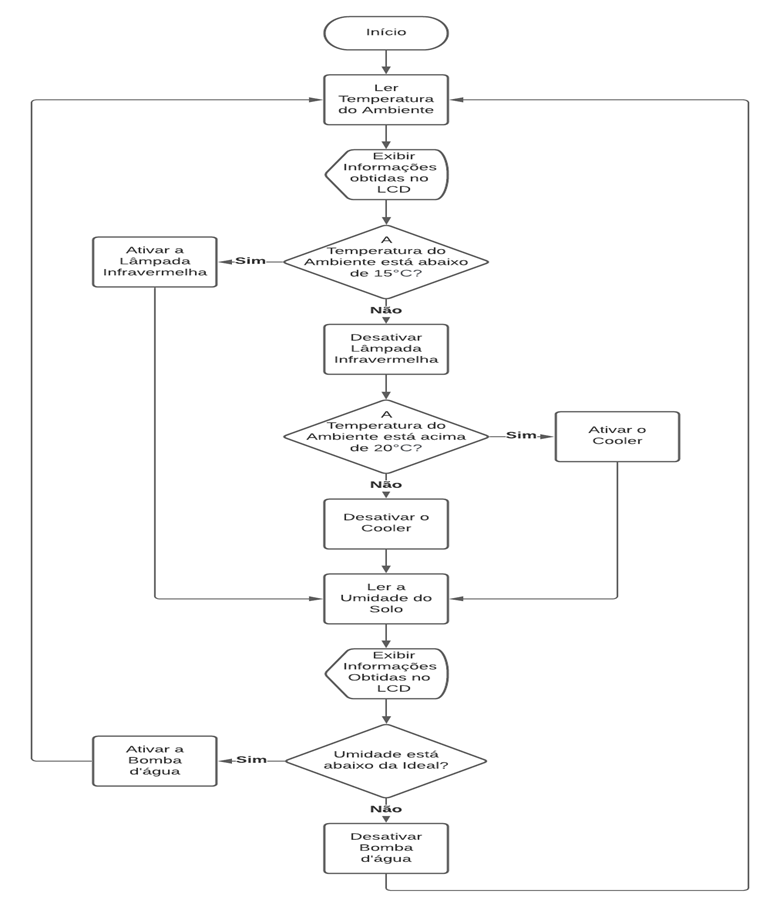 Início
Ler
Temperatura
do Ambiente
Exibir
Informações
obtidas no
LCD
A
Temperatura do
Ambiente está abaixo
de 15°C?
Sim
Ativar a
Lâmpada
Infravermelha
Não
Desativar
Lâmpada
Infravermelha
A
Temperatura do
Ambiente está acima
de 20°C?
Sim
Ativar o
Cooler
Não
Desativar o
Cooler
Ler a
Umidade do
Solo
Exibir
Informações
Obtidas no
LCD
Umidade está
abaixo da Ideal?
Sim
Ativar a
Bomba
d'água
Não
Desativar
Bomba
d'água